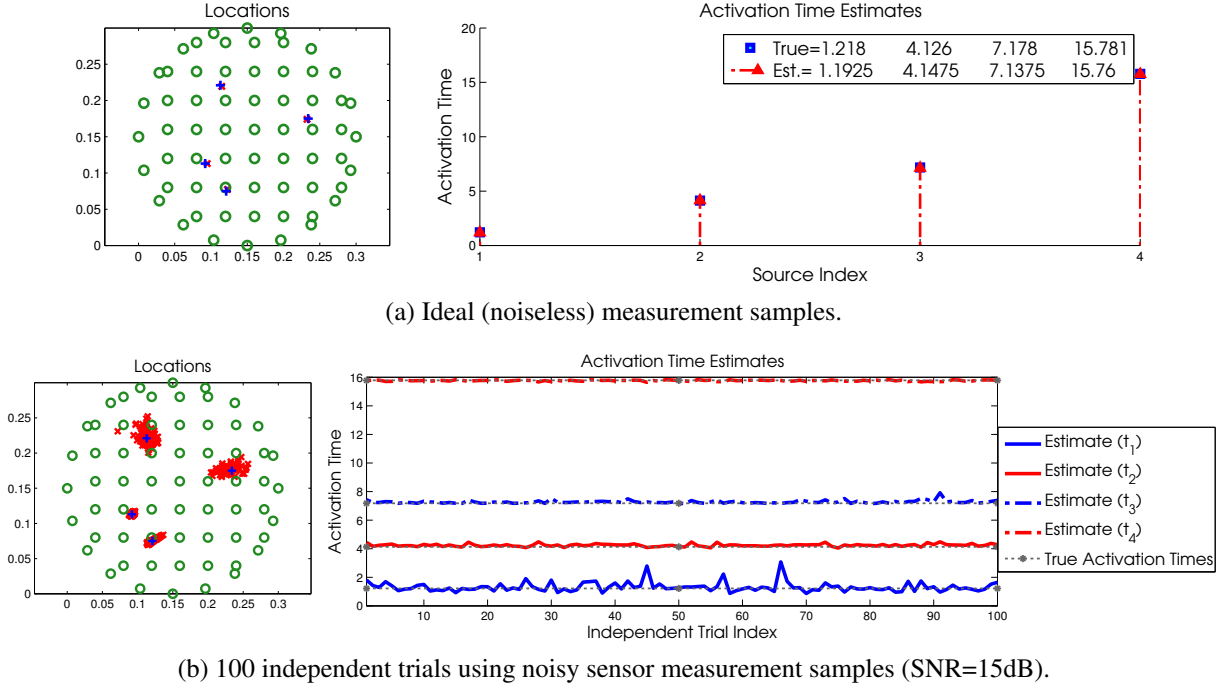 Locations
0.25
0.2
0.15
0.1
0.05
0
0 0.05 0.1 0.15 0.2 0.25 0.3
Activation Time Estimates
20
15
10
5
0
Activation Time
True=1.218 4.126 7.178 15.781
Est.= 1.1925 4.1475 7.1375 15.76
1 2 3 4
Source Index
(a) Ideal (noiseless) measurement samples.
Locations
0.25
0.2
0.15
0.1
0.05
0
0 0.05 0.1 0.15 0.2 0.25 0.3
Activation Time Estimates
16
14
12
10
8
6
4
2
0
Activation Time
10 20 30 40 50 60 70 80 90 100
Independent Trial Index
Estimate (t_1)
Estimate (t_2)
Estimate (t_3)
Estimate (t_4)
True Activation Times
(b) 100 independent trials using noisy sensor measurement samples (SNR=15dB).